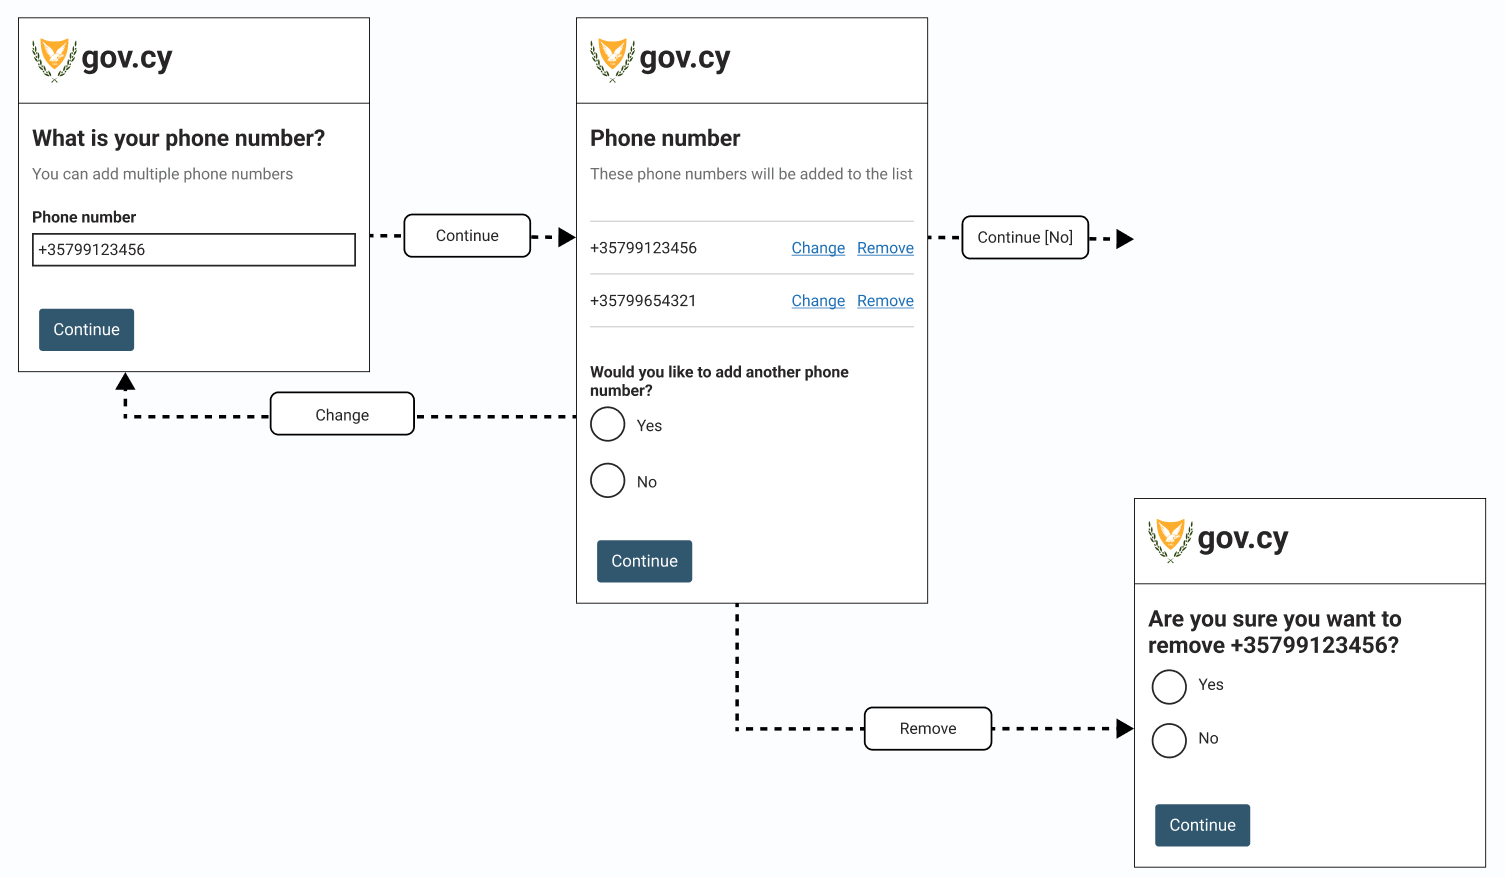 gov.cy
What is your phone number?
You can add multiple phone numbers
Phone number
+35799123456
Continue
Continue
Change
gov.cy
Phone number
These phone numbers will be added to the list
+35799123456 Change Remove
+35799654321 Change Remove
Would you like to add another phone
number?
Yes
No
Continue
Continue [No]
Remove
gov.cy
Are you sure you want to
remove +35799123456?
Yes
No
Continue